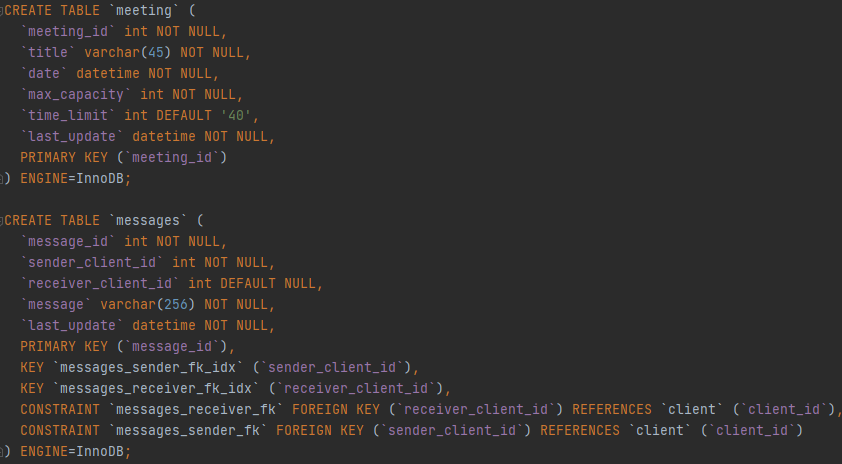 CREATE TABLE `meeting` (
`meeting_id` int NOT NULL,
`title` varchar(45) NOT NULL,
`date` datetime NOT NULL,
`max_capacity` int NOT NULL,
`time_limit` int DEFAULT '40',
`last_update` datetime NOT NULL,
PRIMARY KEY (`meeting_id`)
) ENGINE=InnoDB;
CREATE TABLE `messages` (
`message_id` int NOT NULL,
`sender_client_id` int NOT NULL,
`receiver_client_id` int DEFAULT NULL,
`message` varchar(256) NOT NULL,
`last_update` datetime NOT NULL,
PRIMARY KEY (`message_id`),
KEY `messages_sender_fk_idx` (`sender_client_id`),
KEY `messages_receiver_fk_idx` (`receiver_client_id`),
CONSTRAINT `messages_receiver_fk` FOREIGN KEY (`receiver_client_id`) REFERENCES `client` (`client_id`),
CONSTRAINT `messages_sender_fk` FOREIGN KEY (`sender_client_id`) REFERENCES `client` (`client_id`)
) ENGINE=InnoDB;